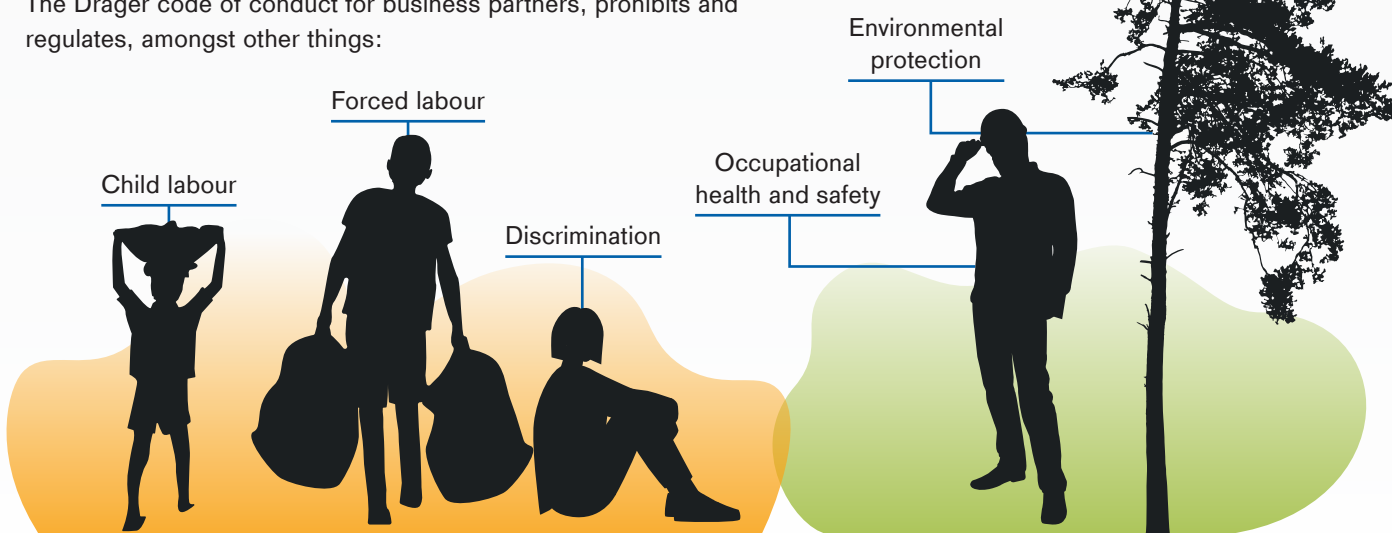 The Dräger code of conduct for business partners, prohibits and
regulates, amongst other things:
Environmental
protection
Forced labour
Occupational
health and safety
Child labour
Discrimination